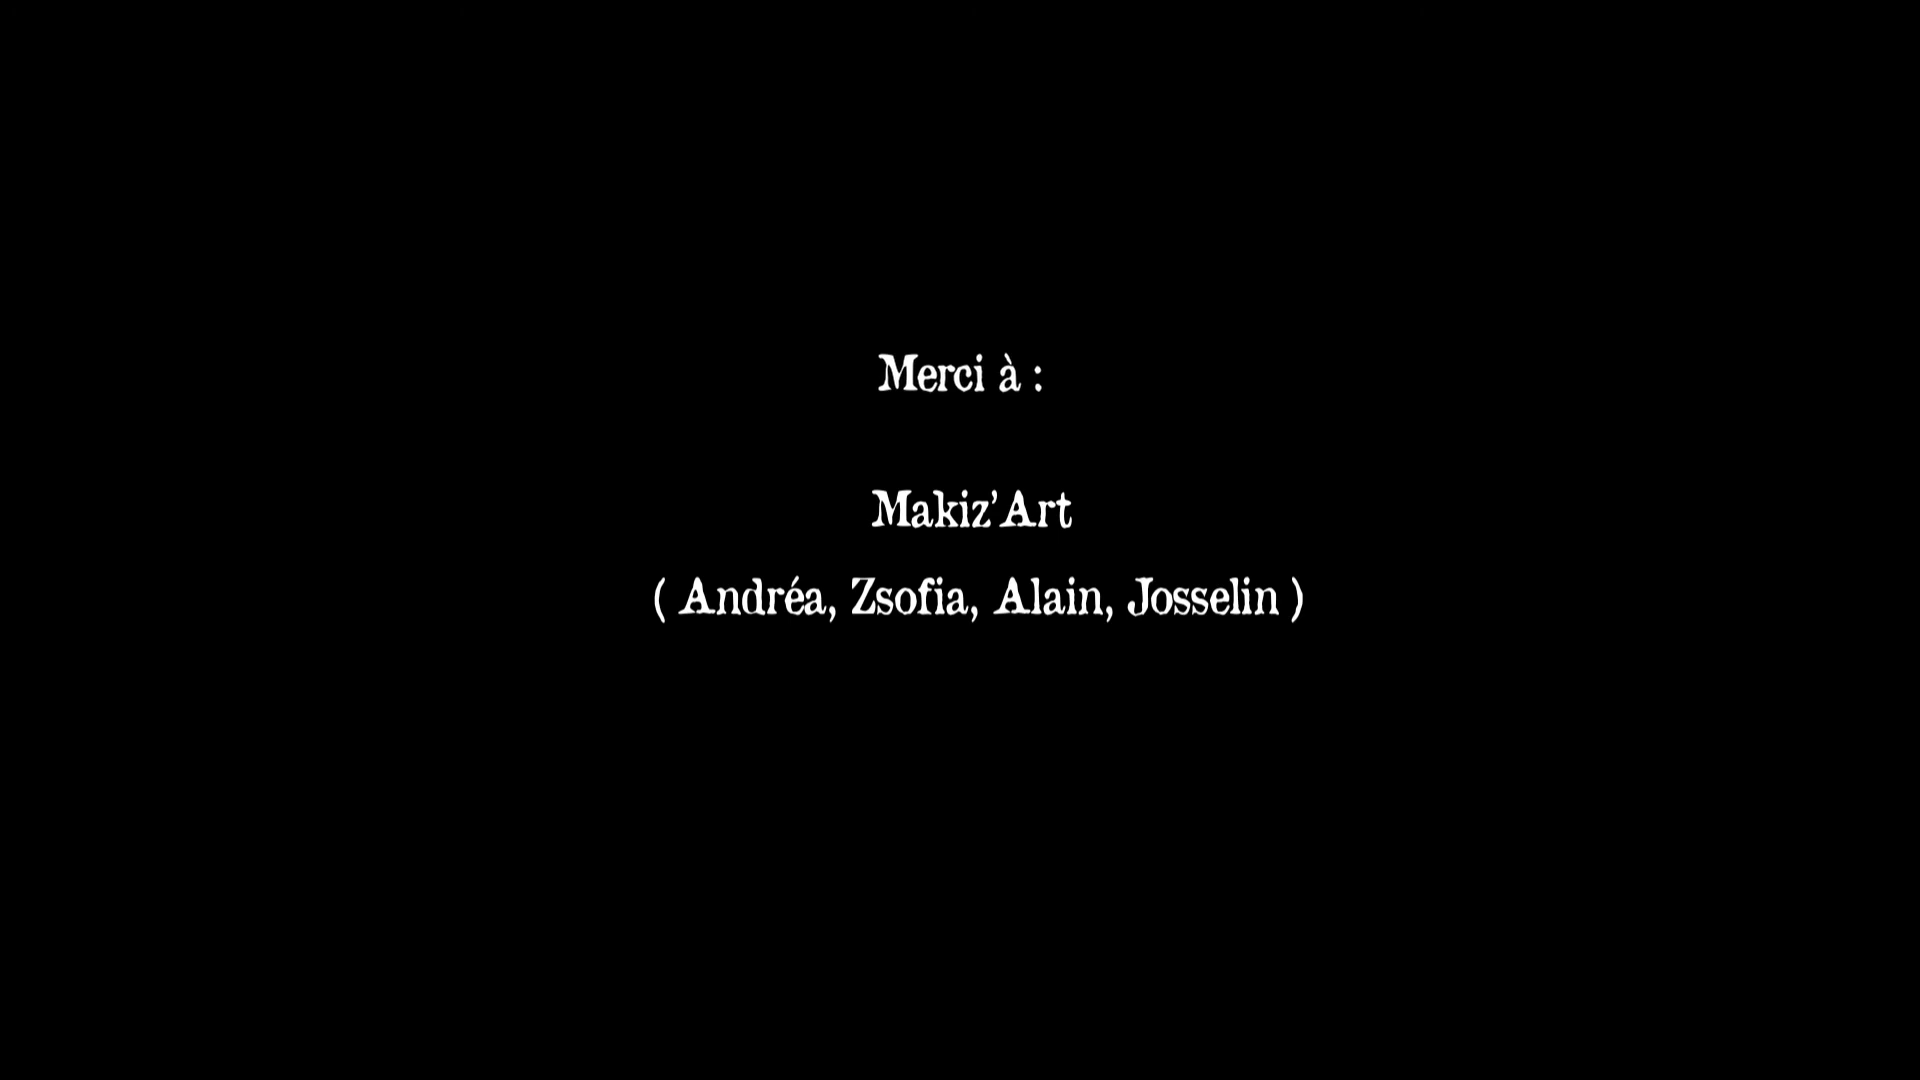 Merci à :
Makiz'Art
( Andréa, Zsofia, Alain, Josselin )